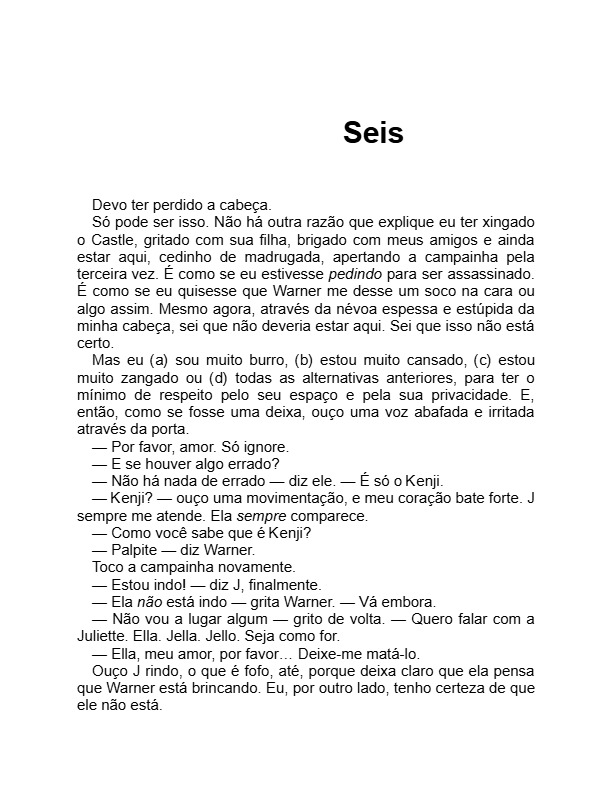 Seis
Devo ter perdido a cabeça.
Só pode ser isso. Não há outra razão que explique eu ter xingado
o Castle, gritado com sua filha, brigado com meus amigos e ainda
estar aqui, cedinho de madrugada, apertando a campainha pela
terceira vez. É como se eu estivesse pedindo para ser assassinado.
É como se eu quisesse que Warner me desse um soco na cara ou
algo assim. Mesmo agora, através da névoa espessa e estúpida da
minha cabeça, sei que não deveria estar aqui. Sei que isso não está
certo.
Mas eu (a) sou muito burro, (b) estou muito cansado, (c) estou
muito zangado ou (d) todas as alternativas anteriores, para ter o
mínimo de respeito pelo seu espaço e pela sua privacidade. E,
então, como se fosse uma deixa, ouço uma voz abafada e irritada
através da porta.
— Por favor, amor. Só ignore.
— E se houver algo errado?
— Não há nada de errado — diz ele. — É só o Kenji.
— Kenji? — ouço uma movimentação, e meu coração bate forte. J
sempre me atende. Ela sempre comparece.
— Como você sabe que é Kenji?
— Palpite — diz Warner.
Toco a campainha novamente.
— Estou indo! — diz J, finalmente.
— Ela não está indo — grita Warner. — Vá embora.
— Não vou a lugar algum — grito de volta. — Quero falar com a
Juliette. Ella. Jella. Jello. Seja como for.
— Ella, meu amor, por favor… Deixe-me matá-lo.
Ouço J rindo, o que é fofo, até, porque deixa claro que ela pensa
que Warner está brincando. Eu, por outro lado, tenho certeza de que
ele não está.